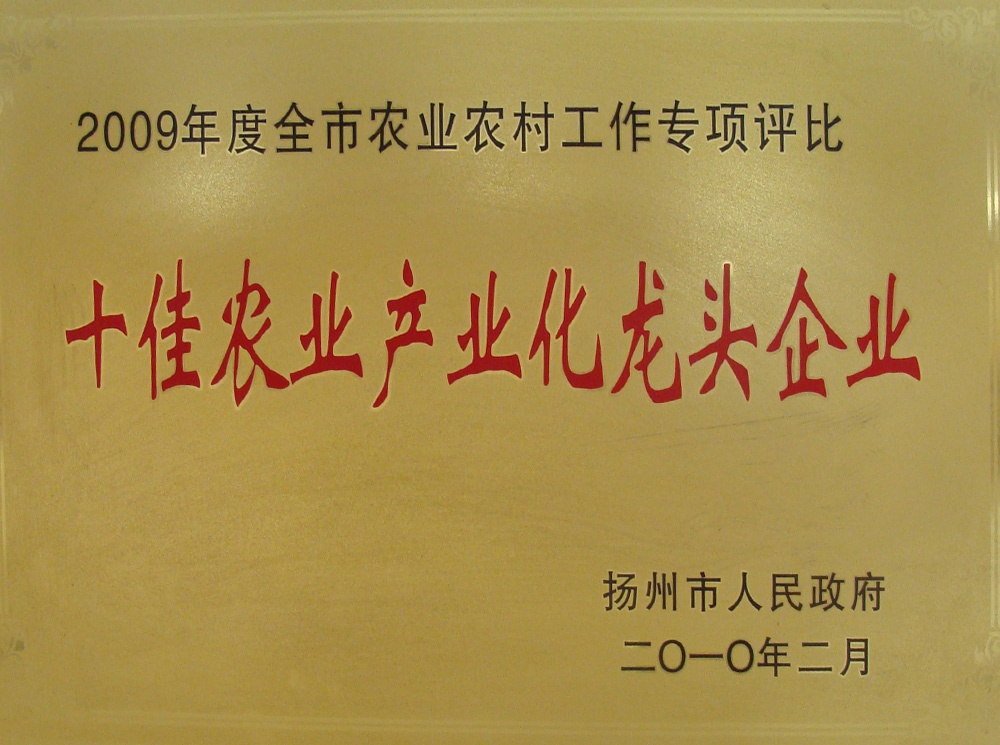 2009年度全市农业农村工作专项评比
十佳农业产业化龙头企业
扬州市人民政府
二〇一〇年二月